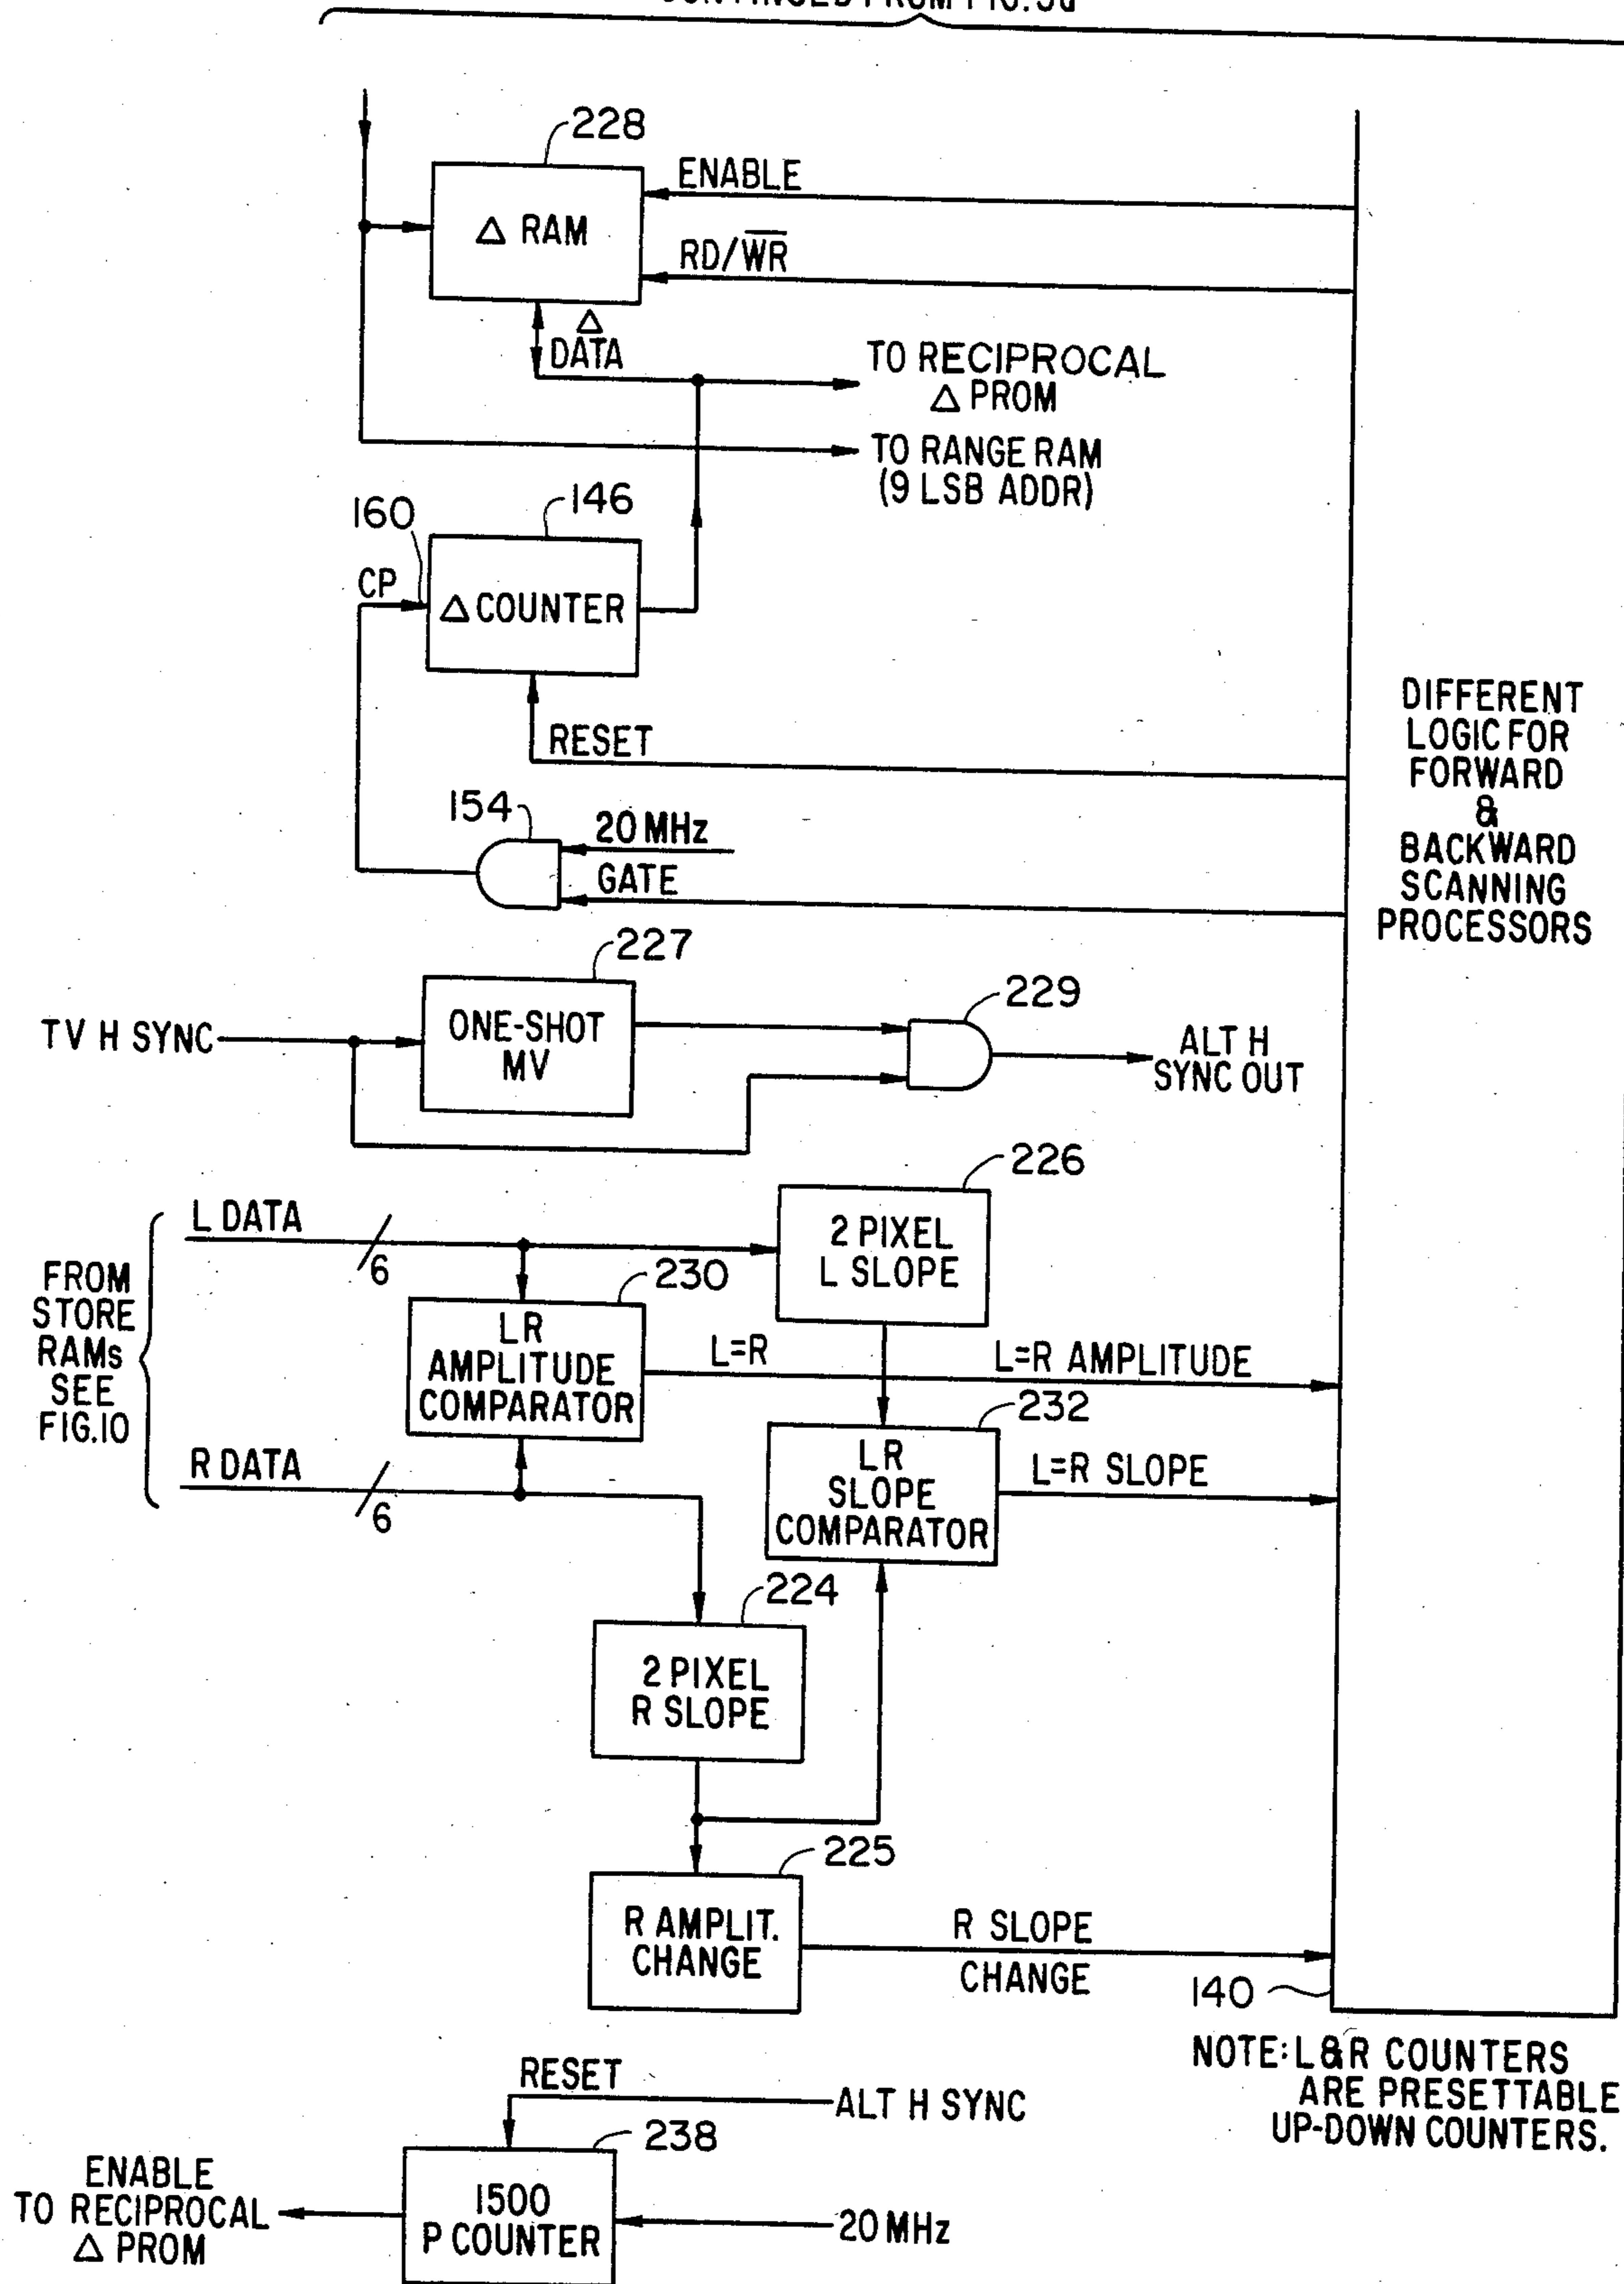 CONTINUED FROM FIG. 9a
228
ENABLE
Δ RAM
RD/W̅R̅
Δ
DATA
TO RECIPROCAL
Δ PROM
TO RANGE RAM
(9 LSB ADDR)
160
146
CP
Δ COUNTER
RESET
DIFFERENT
LOGIC FOR
FORWARD
&
BACKWARD
SCANNING
PROCESSORS
154
20 MHz
GATE
227
229
TV H SYNC
ONE-SHOT
MV
ALT H
SYNC OUT
226
L DATA
6
2 PIXEL
L SLOPE
230
FROM
STORE
RAMs
SEE
FIG.10
LR
AMPLITUDE
COMPARATOR
L=R
L=R AMPLITUDE
232
R DATA
6
LR
SLOPE
COMPARATOR
L=R SLOPE
224
2 PIXEL
R SLOPE
225
R AMPLIT.
CHANGE
R SLOPE
CHANGE
140
NOTE: L&R COUNTERS
ARE PRESETTABLE
UP-DOWN COUNTERS.
RESET
ALT H SYNC
238
ENABLE
TO RECIPROCAL
Δ PROM
1500
P COUNTER
20 MHz